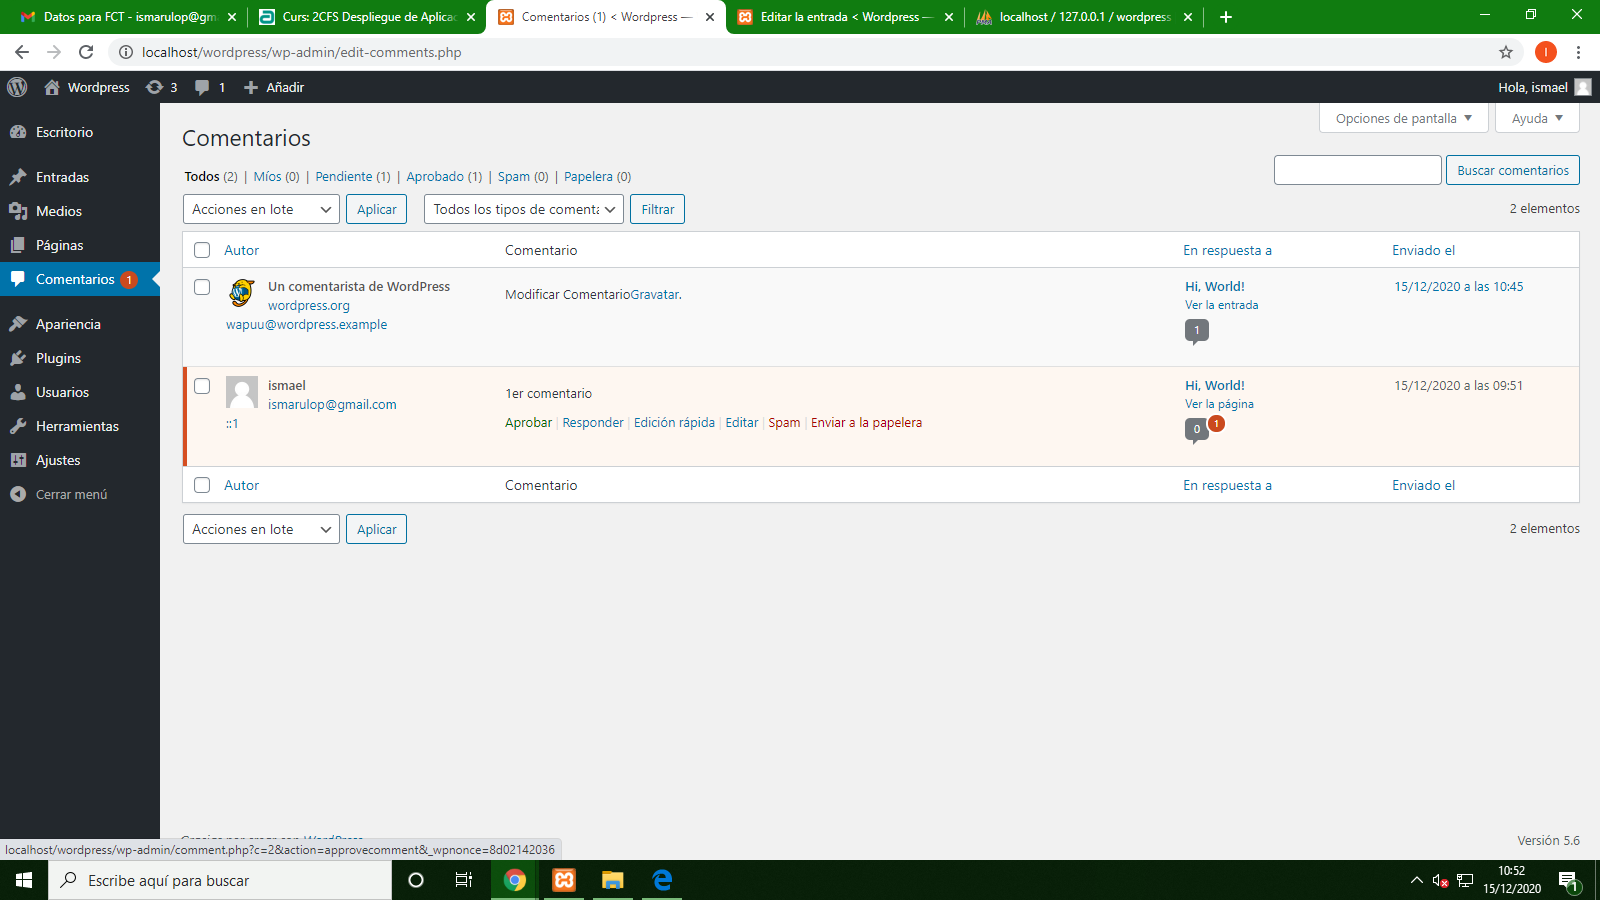 Datos para FCT - ismarulop@gm
Curs: 2CFS Despliegue de Aplica
Comentarios (1) < Wordpress —
Editar la entrada < Wordpress —
localhost / 127.0.0.1 / wordpress
localhost/wordpress/wp-admin/edit-comments.php
I
Wordpress
3
1
Añadir
Hola, ismael
Escritorio
Entradas
Medios
Páginas
Comentarios 1
Apariencia
Plugins
Usuarios
Herramientas
Ajustes
Cerrar menú
Opciones de pantalla
Ayuda
Comentarios
Todos (2) | Míos (0) | Pendiente (1) | Aprobado (1) | Spam (0) | Papelera (0)
Buscar comentarios
Acciones en lote
Aplicar
Todos los tipos de comenta
Filtrar
2 elementos
Autor
Comentario
En respuesta a
Enviado el
Un comentarista de WordPress
wordpress.org
wapuu@wordpress.example
Modificar ComentarioGravatar.
Hi, World!
Ver la entrada
1
15/12/2020 a las 10:45
ismael
ismarulop@gmail.com
::1
1er comentario
Aprobar | Responder | Edición rápida | Editar | Spam | Enviar a la papelera
Hi, World!
Ver la página
0
1
15/12/2020 a las 09:51
Autor
Comentario
En respuesta a
Enviado el
Acciones en lote
Aplicar
2 elementos
Versión 5.6
localhost/wordpress/wp-admin/comment.php?c=2&action=approvecomment&_wpnonce=8d02142036
Escribe aquí para buscar
10:52
15/12/2020
1